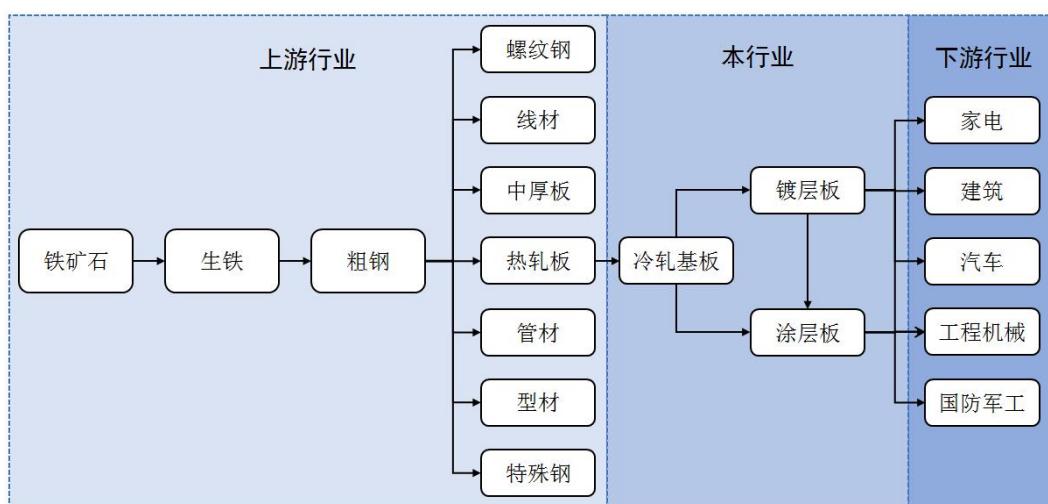 上游行业
本行业
下游行业
螺纹钢
线材
中厚板
铁矿石
生铁
粗钢
热轧板
管材
型材
特殊钢
冷轧基板
镀层板
涂层板
家电
建筑
汽车
工程机械
国防军工